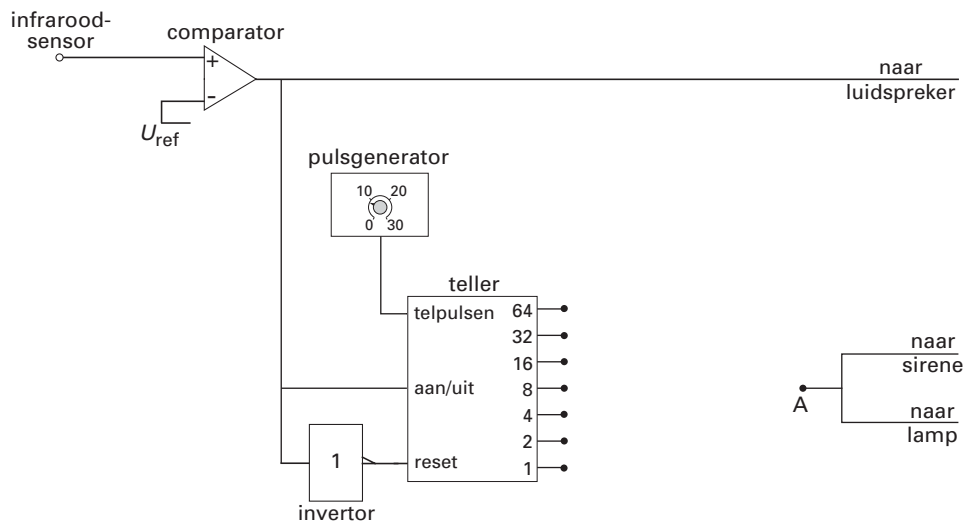 infrarood-
sensor
comparator
+
-
U ref
naar
luidspreker
pulsgenerator
10 20
0 30
teller
telpulsen 64
32
16
aan/uit 8
4
2
reset 1
1
invertor
A
naar
sirene
naar
lamp